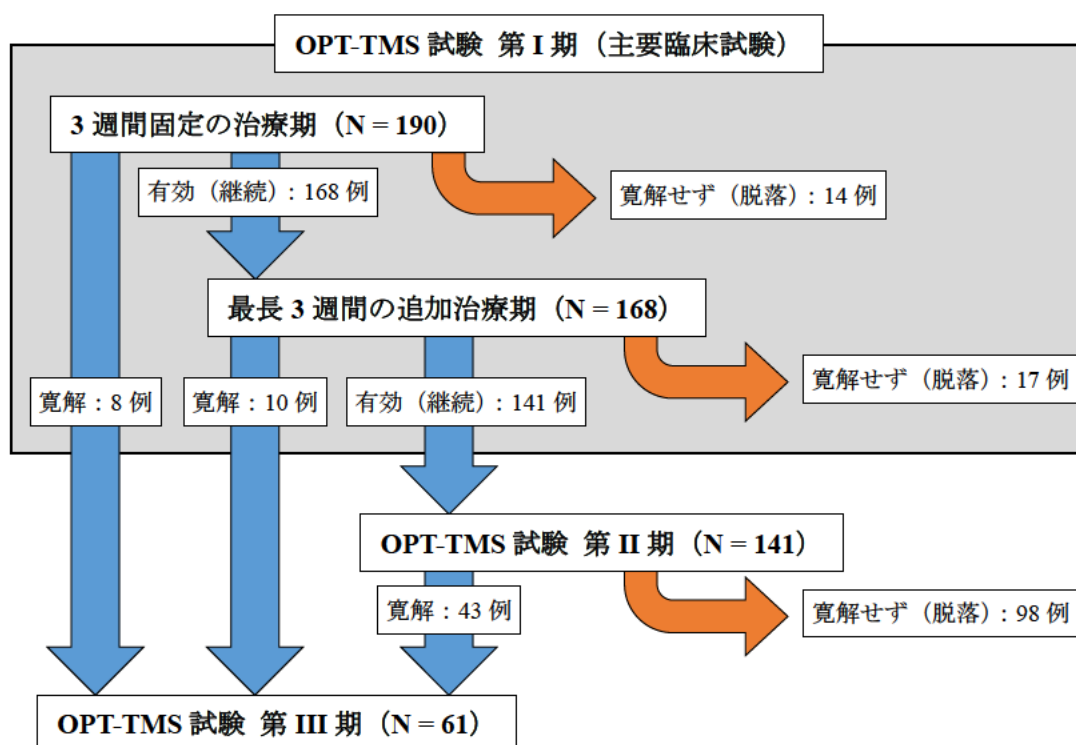 OPT-TMS 試験 第 I 期（主要臨床試験）
3 週間固定の治療期（N = 190）
有効（継続）: 168 例
寛解せず（脱落）: 14 例
最長 3 週間の追加治療期（N = 168）
寛解 : 8 例
寛解 : 10 例
有効（継続）: 141 例
寛解せず（脱落）: 17 例
OPT-TMS 試験 第 II 期（N = 141）
寛解 : 43 例
寛解せず（脱落）: 98 例
OPT-TMS 試験 第 III 期（N = 61）